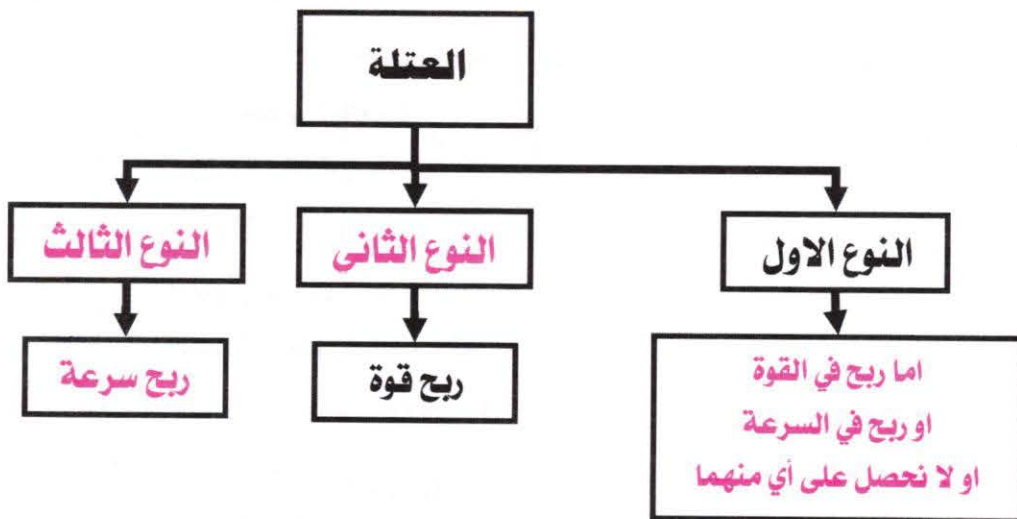 العتلة
النوع الاول
النوع الثاني
النوع الثالث
اما ربح في القوة
او ربح في السرعة
او لا نحصل على أي منهما
ربح قوة
ربح سرعة